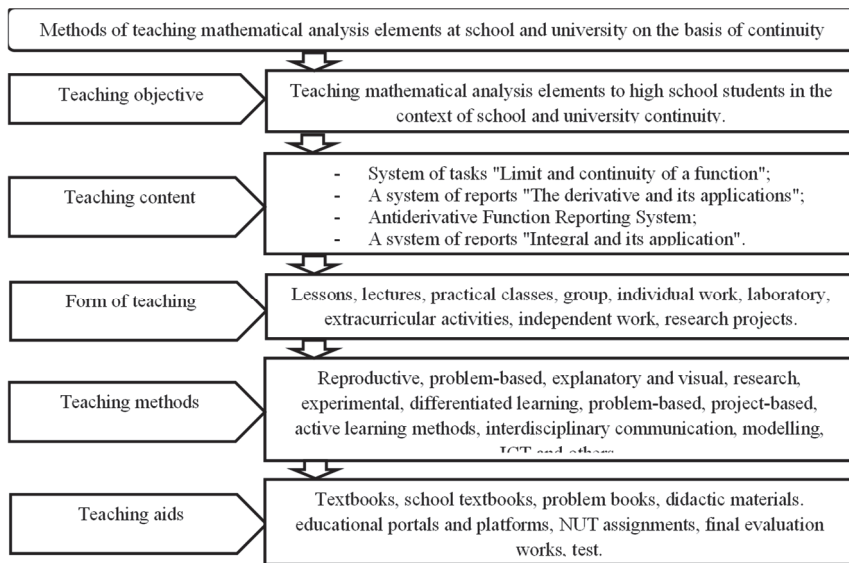 Methods of teaching mathematical analysis elements at school and university on the basis of continuity
Teaching objective
Teaching mathematical analysis elements to high school students in the
context of school and university continuity.
Teaching content
- System of tasks "Limit and continuity of a function";
- A system of reports "The derivative and its applications";
- Antiderivative Function Reporting System;
- A system of reports "Integral and its application".
Form of teaching
Lessons, lectures, practical classes, group, individual work, laboratory,
extracurricular activities, independent work, research projects.
Teaching methods
Reproductive, problem-based, explanatory and visual, research,
experimental, differentiated learning, problem-based, project-based,
active learning methods, interdisciplinary communication, modelling,
ICT and others
Teaching aids
Textbooks, school textbooks, problem books, didactic materials.
educational portals and platforms, NUT assignments, final evaluation
works, test.